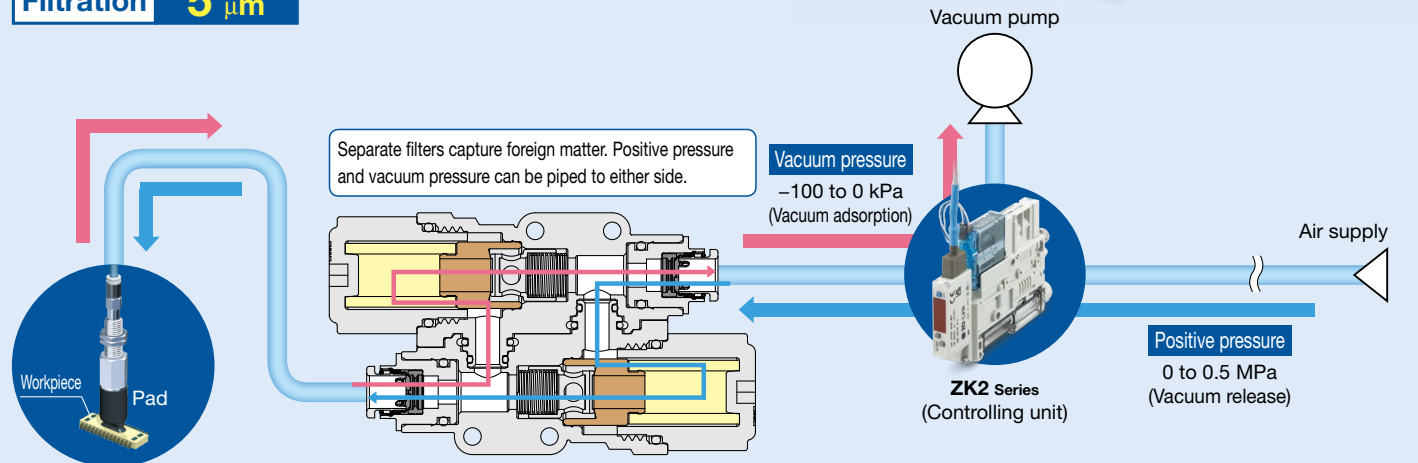 Filtration 5 μm
Vacuum pump
Separate filters capture foreign matter. Positive pressure
and vacuum pressure can be piped to either side.
Vacuum pressure
–100 to 0 kPa
(Vacuum adsorption)
Air supply
Workpiece
Pad
ZK2 Series
(Controlling unit)
Positive pressure
0 to 0.5 MPa
(Vacuum release)